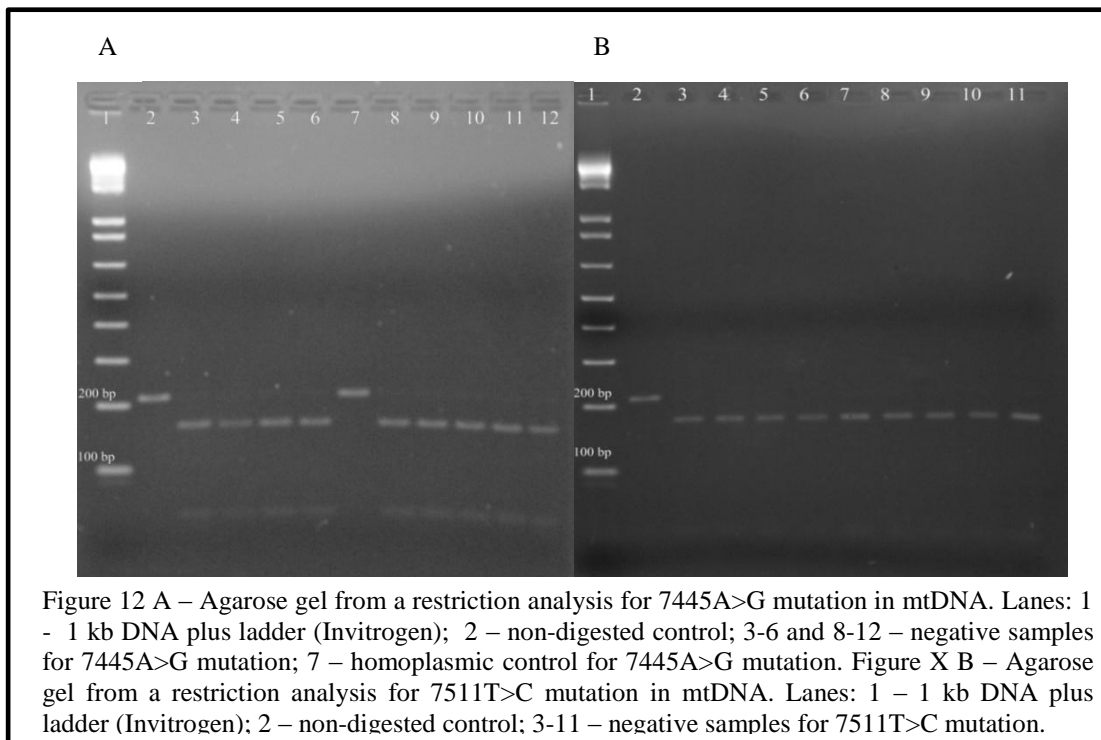 A B
1 2 3 4 5 6 7 8 9 10 11 12
1 2 3 4 5 6 7 8 9 10 11
200 bp
100 bp
200 bp
100 bp
Figure 12 A – Agarose gel from a restriction analysis for 7445A>G mutation in mtDNA. Lanes: 1
- 1 kb DNA plus ladder (Invitrogen); 2 – non-digested control; 3-6 and 8-12 – negative samples
for 7445A>G mutation; 7 – homoplasmic control for 7445A>G mutation. Figure X B – Agarose
gel from a restriction analysis for 7511T>C mutation in mtDNA. Lanes: 1 – 1 kb DNA plus
ladder (Invitrogen); 2 – non-digested control; 3-11 – negative samples for 7511T>C mutation.